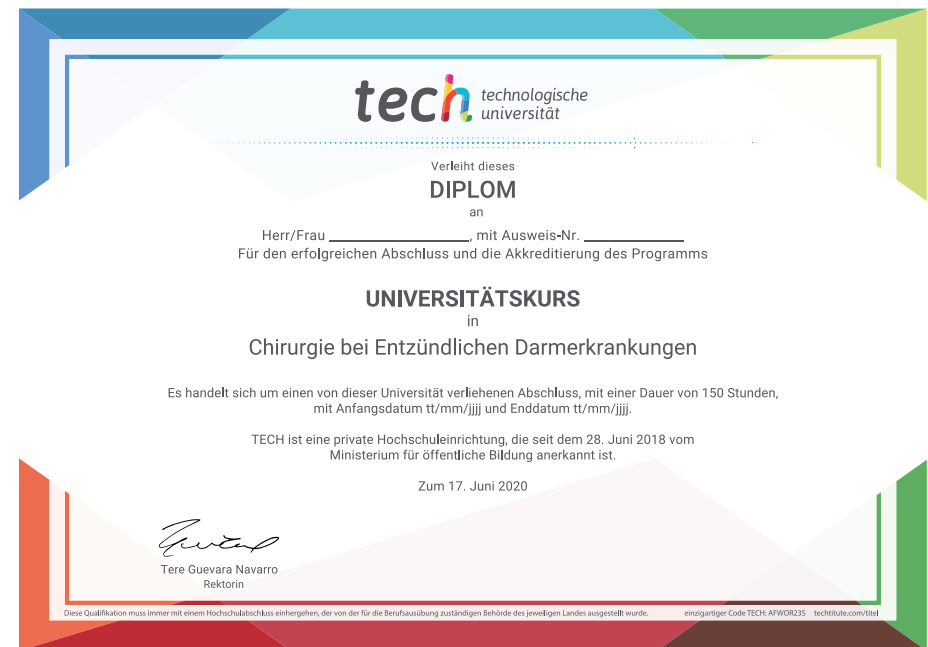 tech technologische
universität
Verleiht dieses
DIPLOM
an
Herr/Frau ______________, mit Ausweis-Nr. __________
Für den erfolgreichen Abschluss und die Akkreditierung des Programms
UNIVERSITÄTSKURS
in
Chirurgie bei Entzündlichen Darmerkrankungen
Es handelt sich um einen von dieser Universität verliehenen Abschluss, mit einer Dauer von 150 Stunden,
mit Anfangsdatum tt/mm/jjjj und Enddatum tt/mm/jjjj.
TECH ist eine private Hochschuleinrichtung, die seit dem 28. Juni 2018 vom
Ministerium für öffentliche Bildung anerkannt ist.
Zum 17. Juni 2020
Tere Guevara Navarro
Rektorin
Diese Qualifikation muss immer mit einem Hochschulabschluss einhergehen, der von der für die Berufsausübung zuständigen Behörde des jeweiligen Landes ausgestellt wurde. einzigartiger Code TECH: AFWOR23S techtitute.com/titel